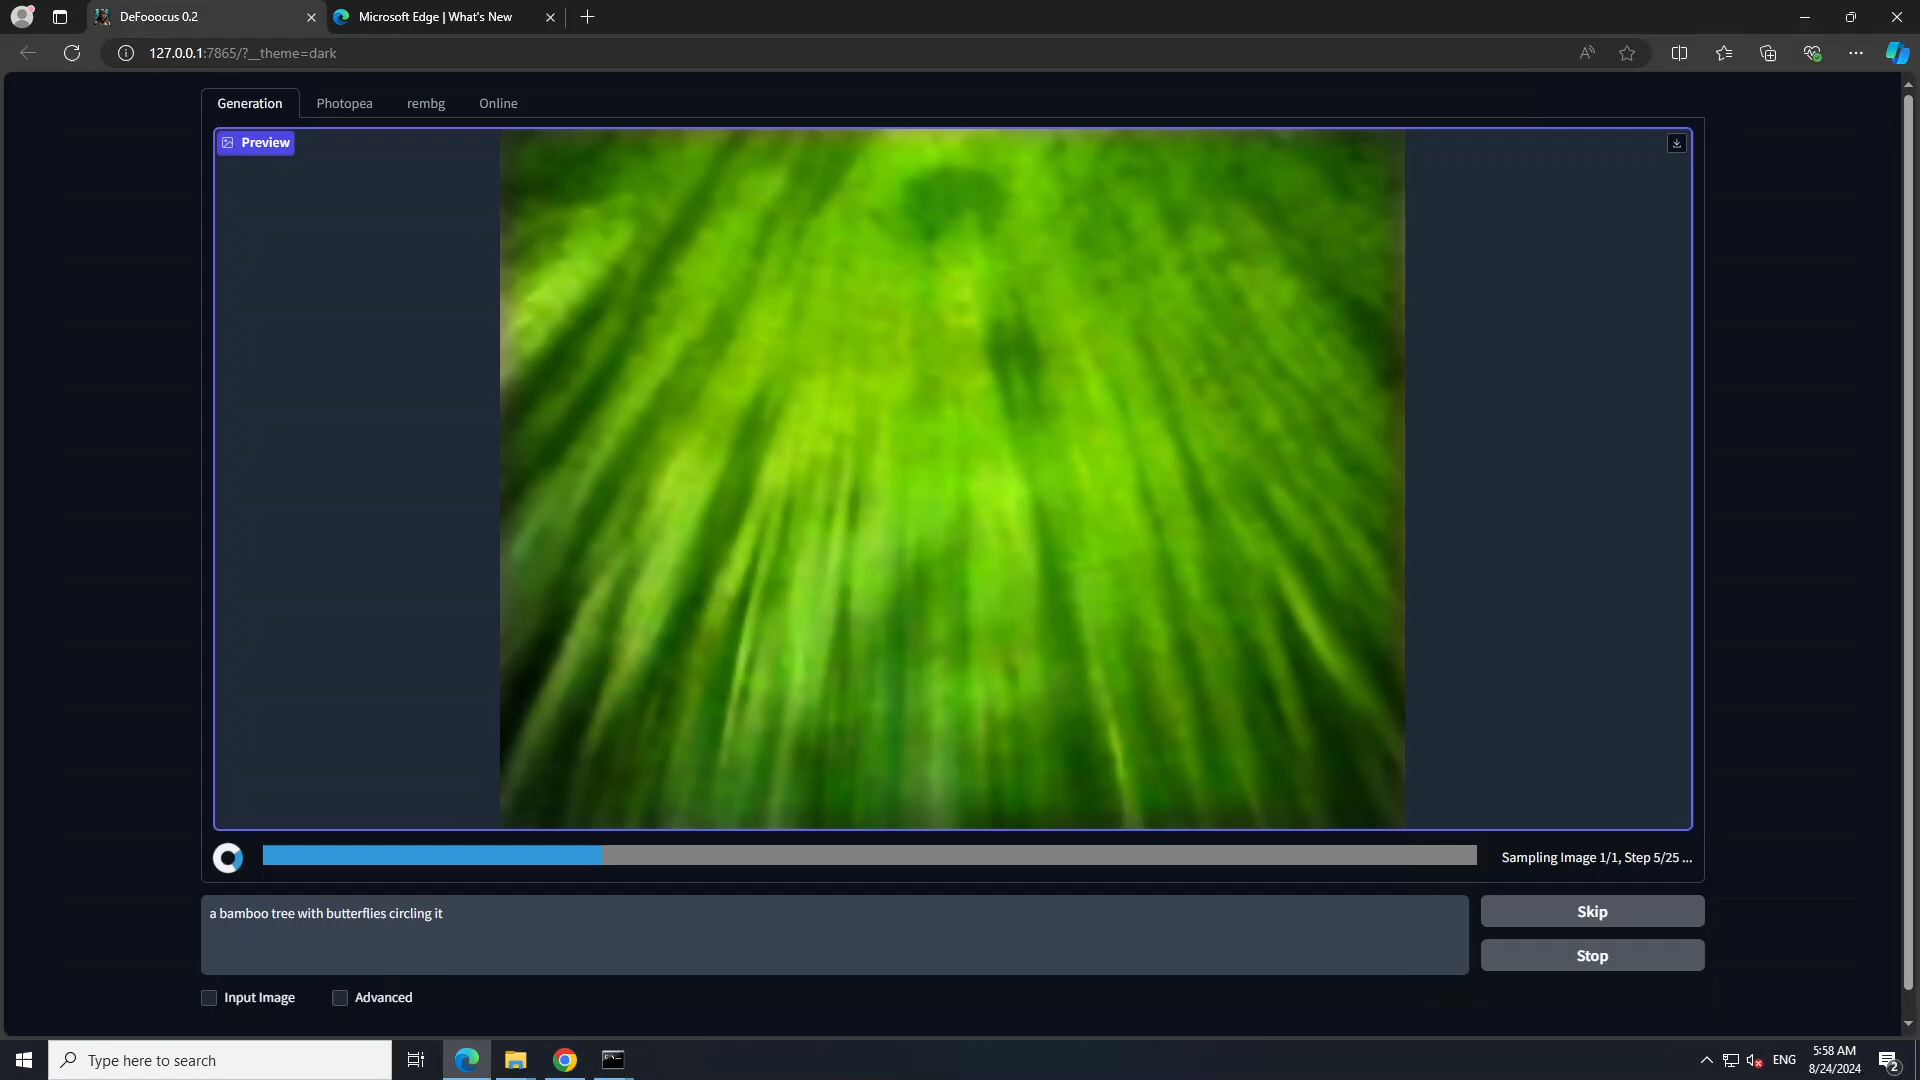 DeFooocus 0.2
Microsoft Edge | What's New
127.0.0.1:7865/?__theme=dark
Generation
Photopea
rembg
Online
Preview
Sampling Image 1/1, Step 5/25 ...
a bamboo tree with butterflies circling it
Skip
Stop
Input Image
Advanced
Type here to search
ENG
5:58 AM
8/24/2024
2